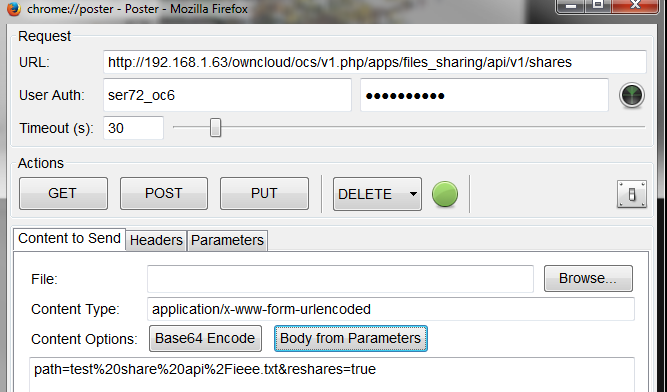 chrome://poster - Poster - Mozilla Firefox
Request
URL: http://192.168.1.63/owncloud/ocs/v1.php/apps/files_sharing/api/v1/shares
User Auth: ser72_oc6 ●●●●●●●●●●
Timeout (s): 30
Actions
GET POST PUT DELETE
Content to Send Headers Parameters
File: Browse...
Content Type: application/x-www-form-urlencoded
Content Options: Base64 Encode Body from Parameters
path=test%20share%20api%2Fieee.txt&reshares=true